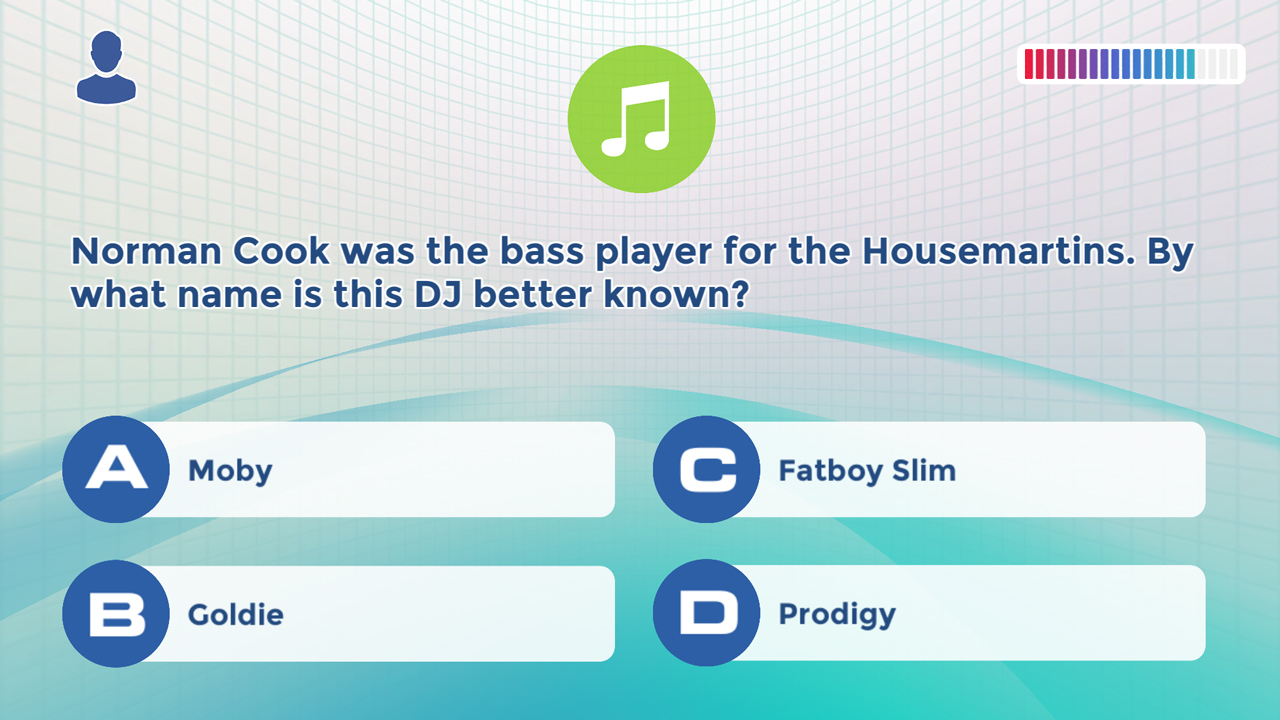 Norman Cook was the bass player for the Housemartins. By
what name is this DJ better known?
A Moby
C Fatboy Slim
B Goldie
D Prodigy